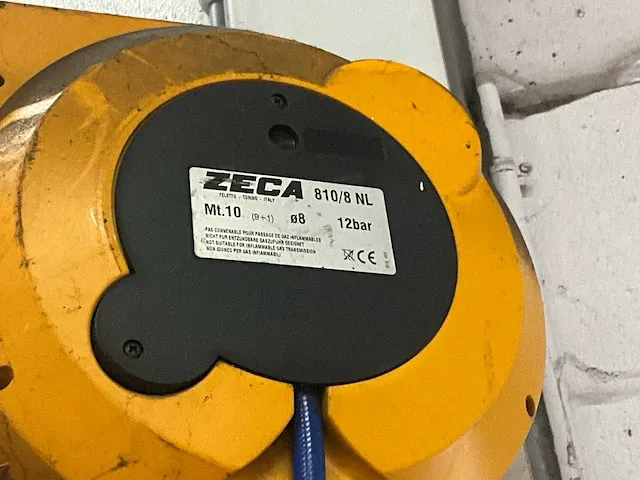 ZECA 810/8 NL
FELETTO - TORINO - ITALY
Mt.10 (9+1) ø8 12bar
PAS CONVENABLE POUR PASSAGE DE GAZ INFLAMMABLES
NICHT FUR ENTZUNDBARE GASZUFUHR GEEIGNET
NOT SUITABLE FOR INFLAMMABLE GAS TRANSMISSION
NON IDONEO PER GAS INFIAMMABILI
CE